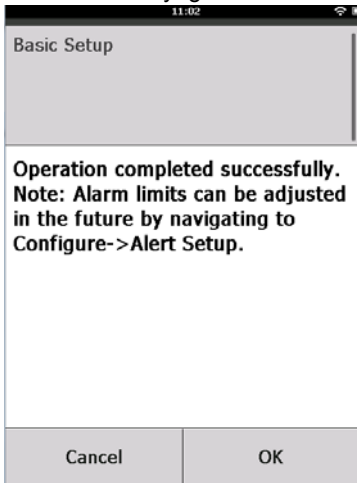 11:02
Basic Setup
Operation completed successfully.
Note: Alarm limits can be adjusted
in the future by navigating to
Configure->Alert Setup.
Cancel
OK